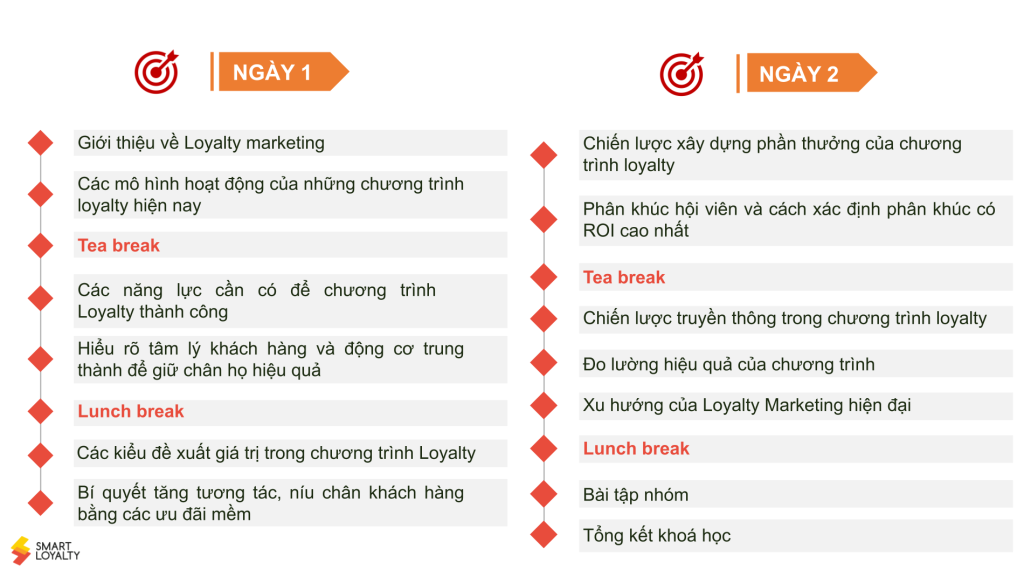 NGÀY 1
Giới thiệu về Loyalty marketing
Các mô hình hoạt động của những chương trình
loyalty hiện nay
Tea break
Các năng lực cần có để chương trình
Loyalty thành công
Hiểu rõ tâm lý khách hàng và động cơ trung
thành để giữ chân họ hiệu quả
Lunch break
Các kiểu đề xuất giá trị trong chương trình Loyalty
Bí quyết tăng tương tác, níu chân khách hàng
bằng các ưu đãi mềm
NGÀY 2
Chiến lược xây dựng phần thưởng của chương
trình loyalty
Phân khúc hội viên và cách xác định phân khúc có
ROI cao nhất
Tea break
Chiến lược truyền thông trong chương trình loyalty
Đo lường hiệu quả của chương trình
Xu hướng của Loyalty Marketing hiện đại
Lunch break
Bài tập nhóm
Tổng kết khoá học
SMART
LOYALTY